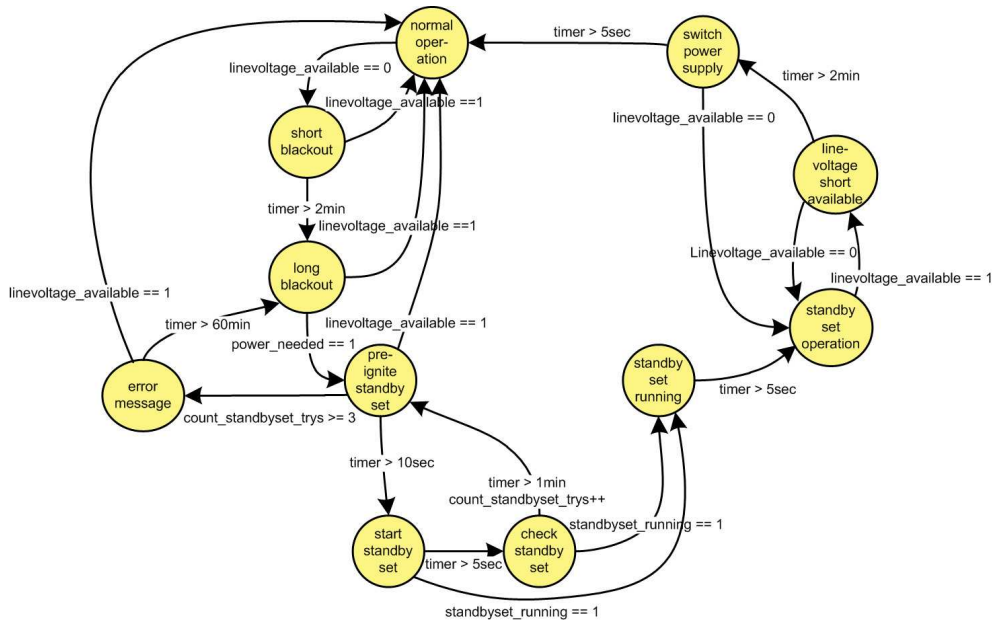 normal
oper-
ation
switch
power
supply
timer > 5sec
linevoltage_available == 0
timer > 2min
linevoltage_available ==1
linevoltage_available == 0
short
blackout
line-
voltage
short
available
timer > 2min
linevoltage_available ==1
Linevoltage_available == 0
long
blackout
linevoltage_available == 1
linevoltage_available == 1
timer > 60min
linevoltage_available == 1
power_needed == 1
standby
set
operation
pre-
ignite
standby
set
standby
set
running
error
message
timer > 5sec
count_standbyset_trys >= 3
timer > 10sec
timer > 1min
count_standbyset_trys++
standbyset_running == 1
start
standby
set
check
standby
set
timer > 5sec
standbyset_running == 1